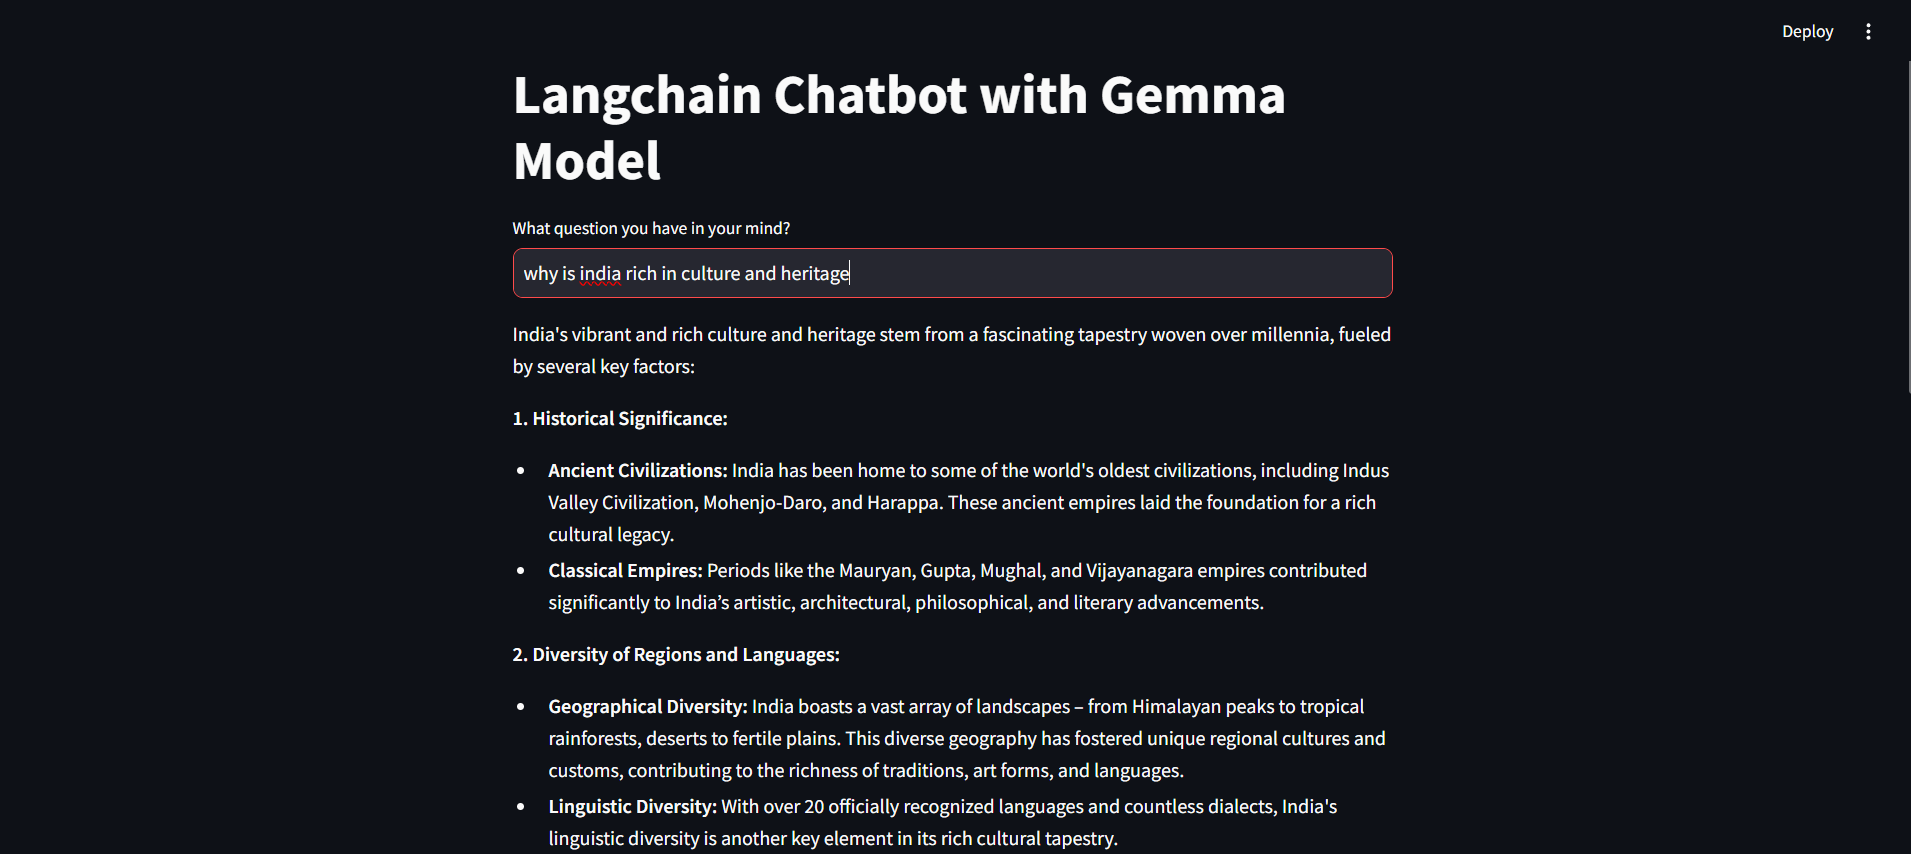 Deploy
Langchain Chatbot with Gemma
Model
What question you have in your mind?
why is india rich in culture and heritage
India's vibrant and rich culture and heritage stem from a fascinating tapestry woven over millennia, fueled
by several key factors:
1. Historical Significance:
• Ancient Civilizations: India has been home to some of the world's oldest civilizations, including Indus
Valley Civilization, Mohenjo-Daro, and Harappa. These ancient empires laid the foundation for a rich
cultural legacy.
• Classical Empires: Periods like the Mauryan, Gupta, Mughal, and Vijayanagara empires contributed
significantly to India’s artistic, architectural, philosophical, and literary advancements.
2. Diversity of Regions and Languages:
• Geographical Diversity: India boasts a vast array of landscapes – from Himalayan peaks to tropical
rainforests, deserts to fertile plains. This diverse geography has fostered unique regional cultures and
customs, contributing to the richness of traditions, art forms, and languages.
• Linguistic Diversity: With over 20 officially recognized languages and countless dialects, India's
linguistic diversity is another key element in its rich cultural tapestry.